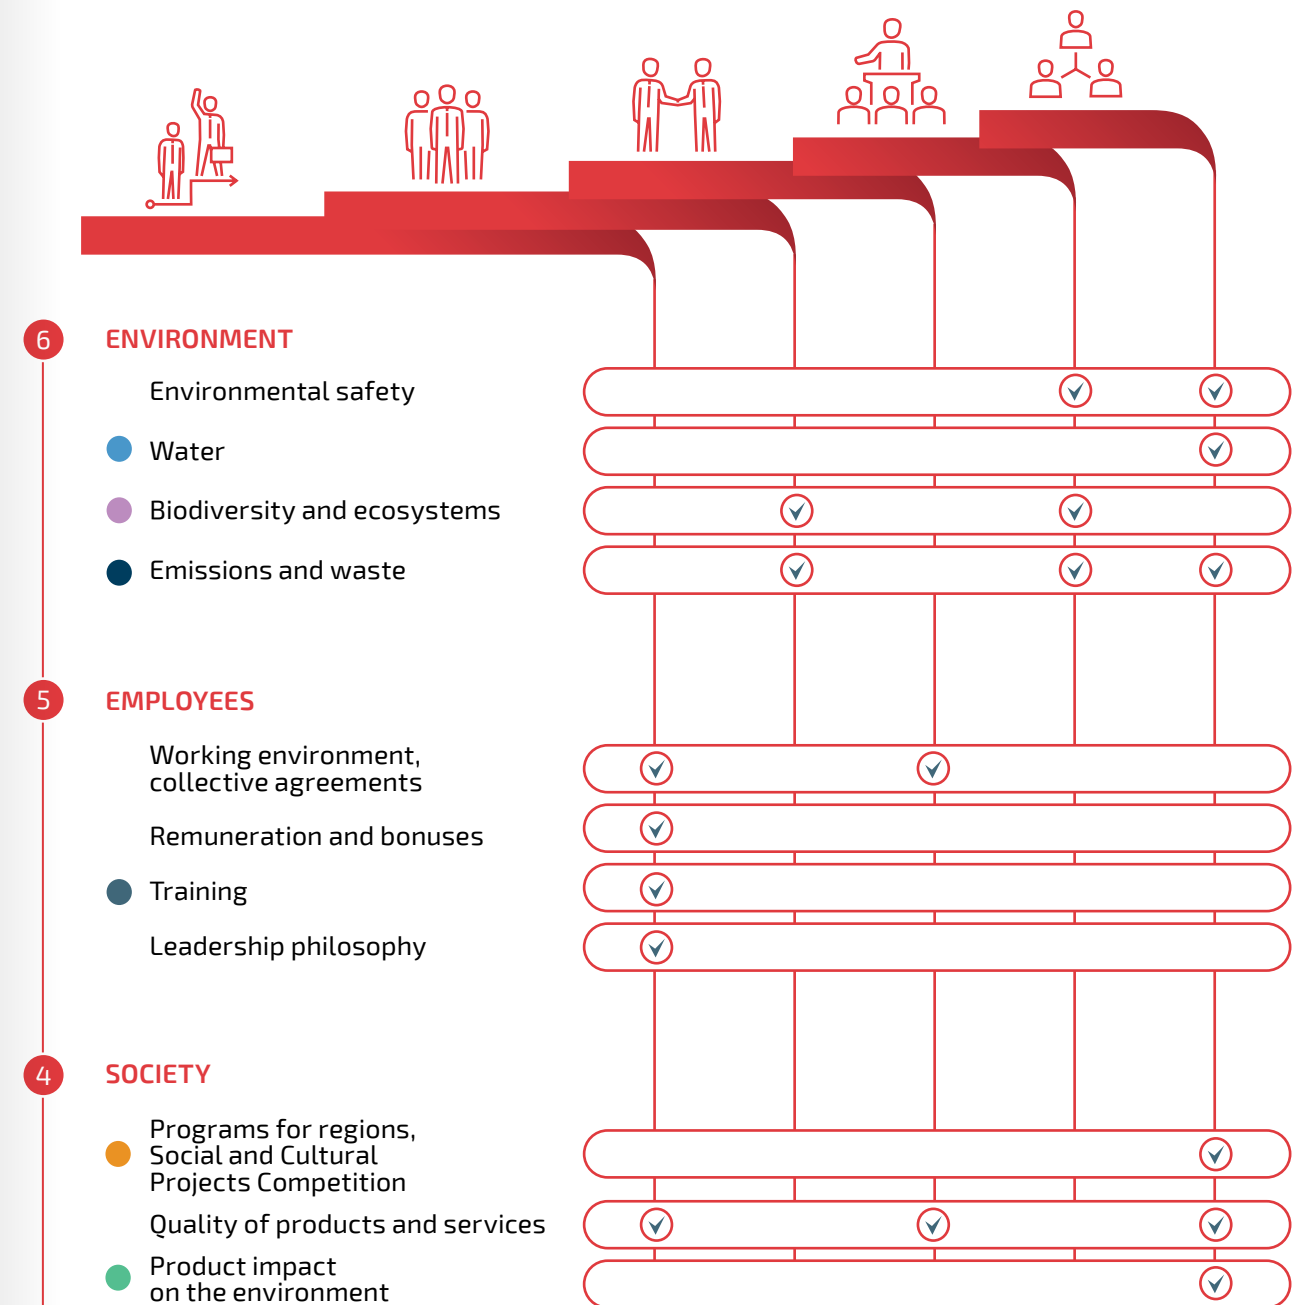 6
ENVIRONMENT
Environmental safety
Water
Biodiversity and ecosystems
Emissions and waste
5
EMPLOYEES
Working environment,
collective agreements
Remuneration and bonuses
Training
Leadership philosophy
4
SOCIETY
Programs for regions,
Social and Cultural
Projects Competition
Quality of products and services
Product impact
on the environment